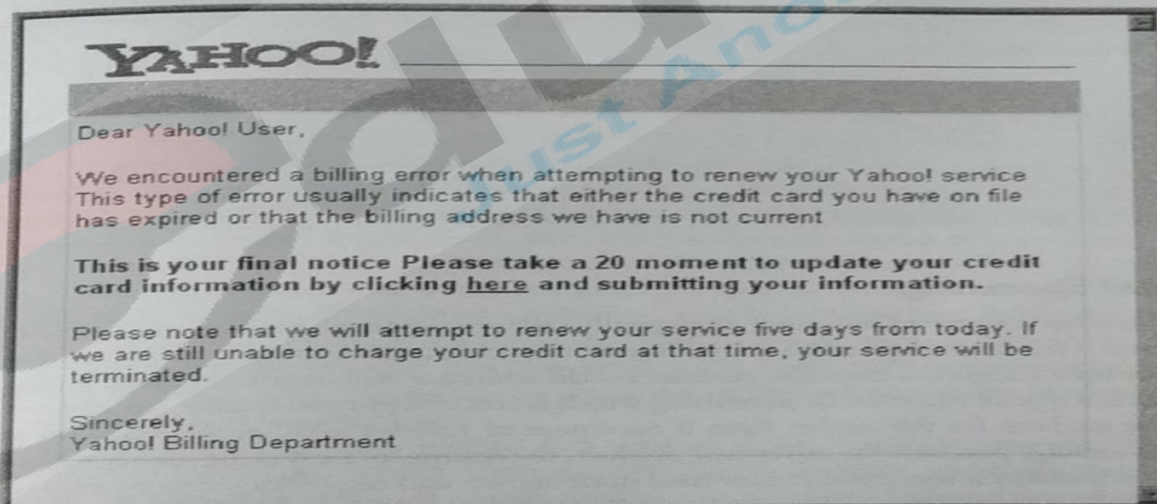 YAHOO!
Dear Yahoo! User,
We encountered a billing error when attempting to renew your Yahoo! service
This type of error usually indicates that either the credit card you have on file
has expired or that the billing address we have is not current
This is your final notice Please take a 20 moment to update your credit
card information by clicking here and submitting your information.
Please note that we will attempt to renew your service five days from today. If
we are still unable to charge your credit card at that time, your service will be
terminated.
Sincerely,
Yahoo! Billing Department
Just